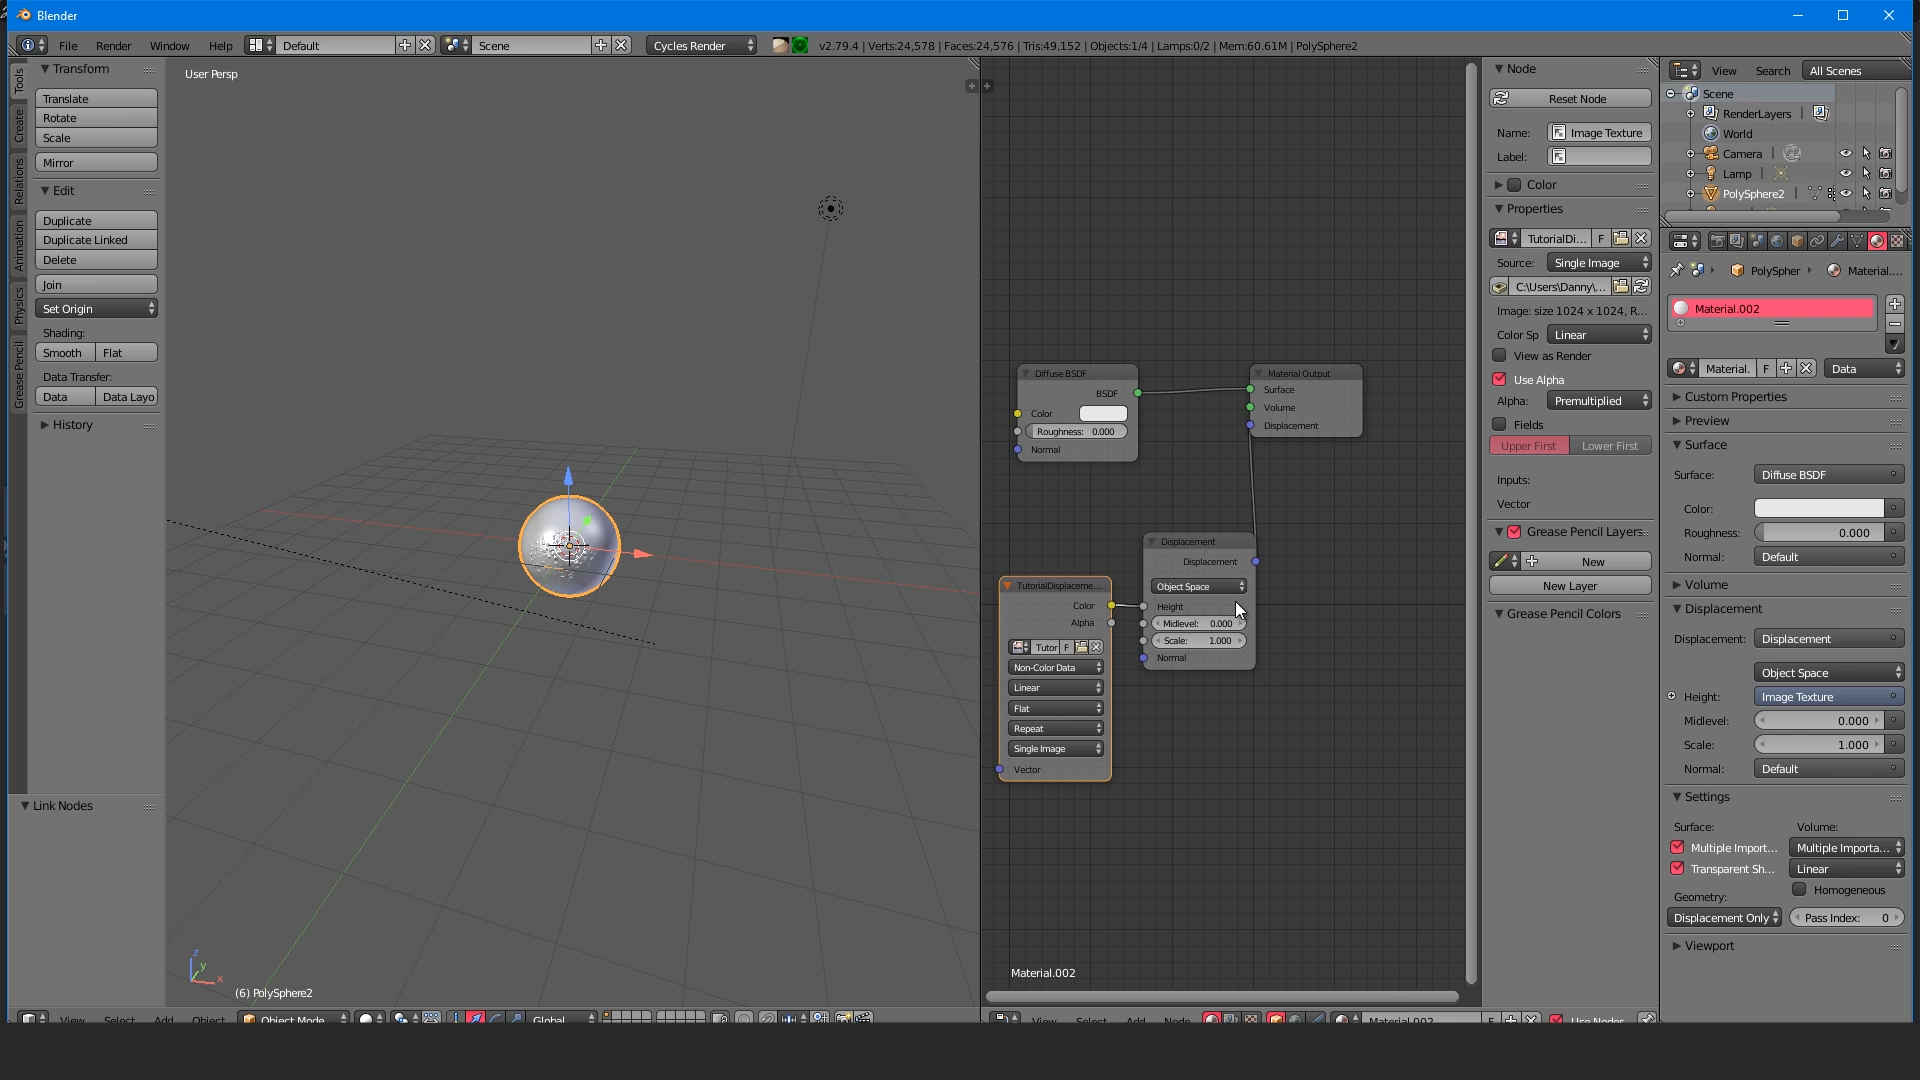 Blender
File Render Window Help Default Scene Cycles Render v2.79.4 | Verts:24,578 | Faces:24,576 | Tris:49,152 | Objects:1/4 | Lamps:0/2 | Mem:60.61M | PolySphere2
Tools
Create
Relations
Animation
Physics
Grease Pencil
Transform
Translate
Rotate
Scale
Mirror
Edit
Duplicate
Duplicate Linked
Delete
Join
Set Origin
Shading:
Smooth Flat
Data Transfer:
Data Data Layo
History
Link Nodes
User Persp
z
y
x
(6) PolySphere2
View Select Add Object Object Mode Global
Diffuse BSDF
BSDF
Color
Roughness: 0.000
Normal
Material Output
Surface
Volume
Displacement
Displacement
Displacement
Object Space
Height
Midlevel: 0.000
Scale: 1.000
Normal
TutorialDisplaceme...
Color
Alpha
Tutor F
Non-Color Data
Linear
Flat
Repeat
Single Image
Vector
Material.002
View Select Add Node Material.002 F Use Nodes
Node
Reset Node
Name: Image Texture
Label:
Color
Properties
TutorialDi... F
Source: Single Image
C:\Users\Danny\...
Image: size 1024 x 1024, R...
Color Sp Linear
View as Render
Use Alpha
Alpha: Premultiplied
Fields
Upper First Lower First
Inputs:
Vector
Grease Pencil Layers
New
New Layer
Grease Pencil Colors
View Search All Scenes
Scene
RenderLayers |
World
Camera |
Lamp |
PolySphere2 |
PolySpher Material....
Material.002
Material. F Data
Custom Properties
Preview
Surface
Surface: Diffuse BSDF
Color:
Roughness: 0.000
Normal: Default
Volume
Displacement
Displacement: Displacement
Object Space
Height: Image Texture
Midlevel: 0.000
Scale: 1.000
Normal: Default
Settings
Surface: Volume:
Multiple Import... Multiple Importa...
Transparent Sh... Linear
Homogeneous
Geometry:
Displacement Only Pass Index: 0
Viewport